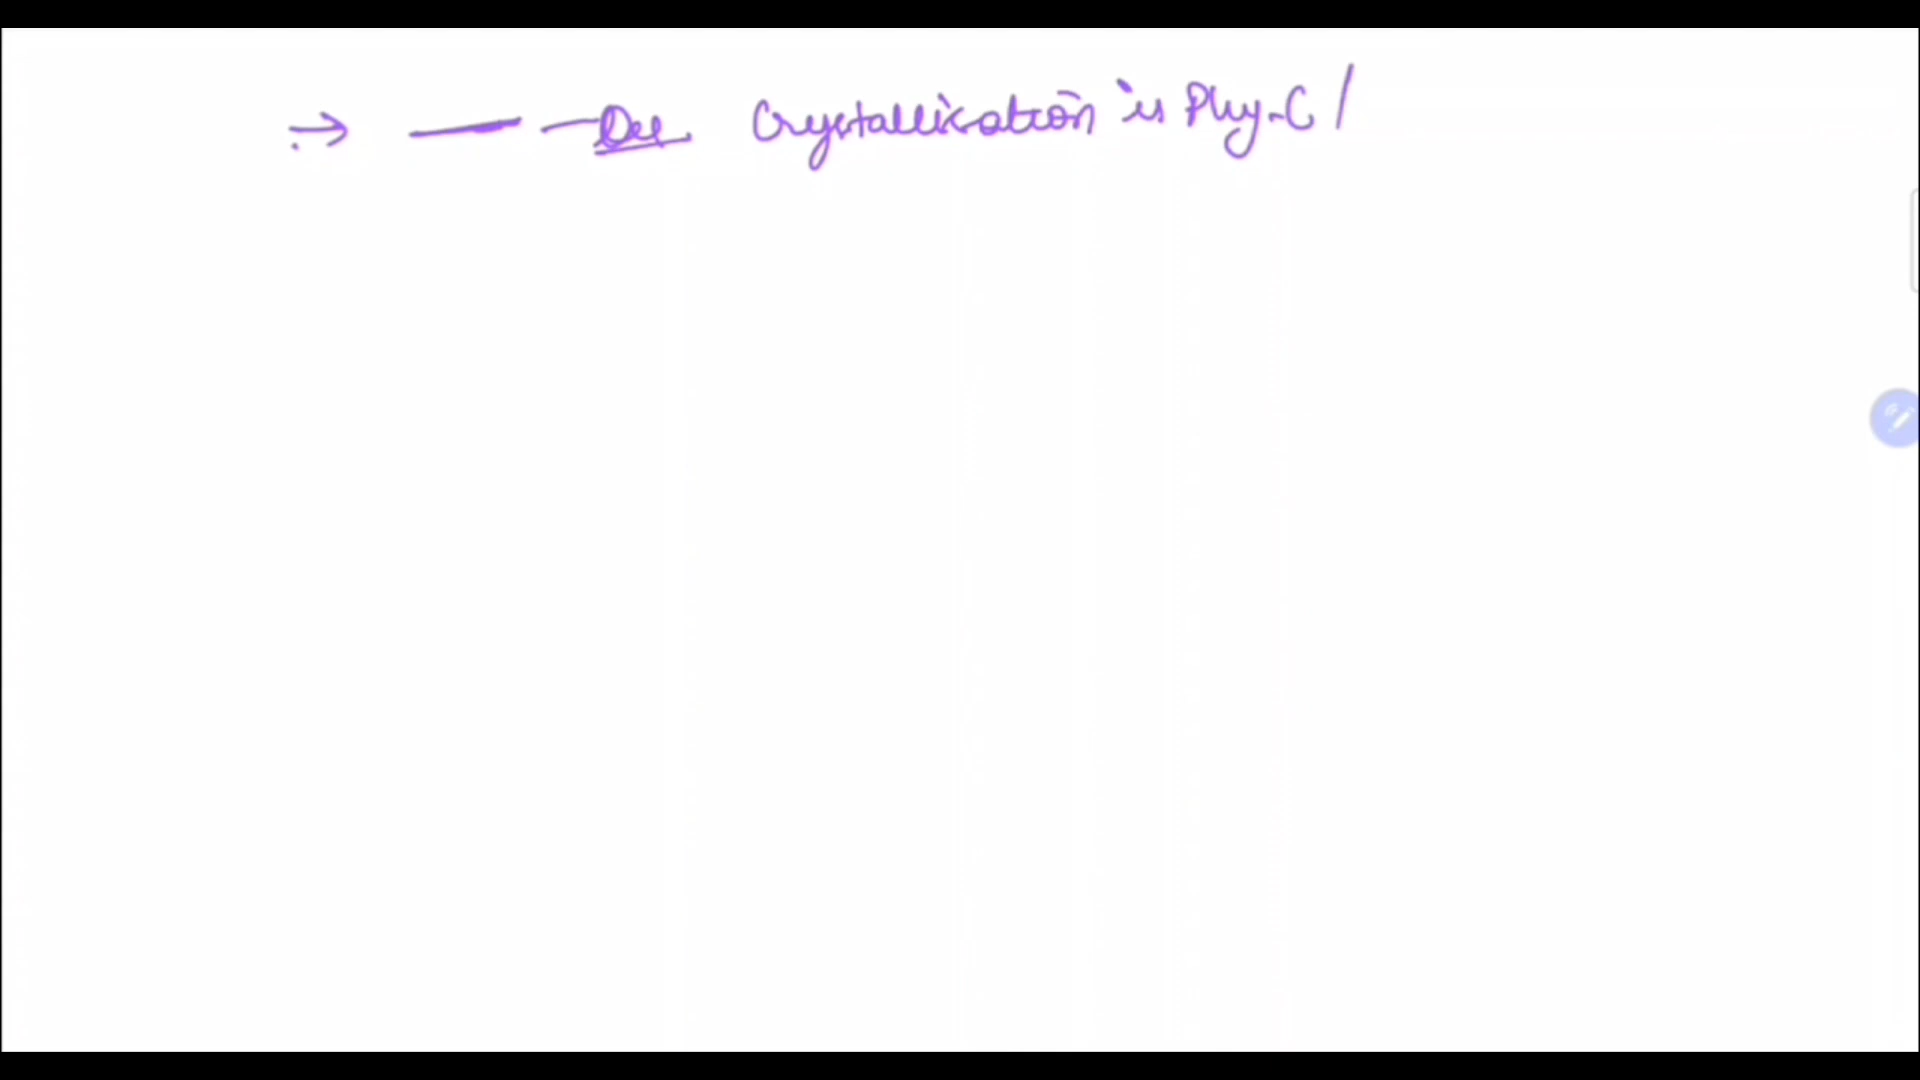 → — — Crystallization is Phy-C /